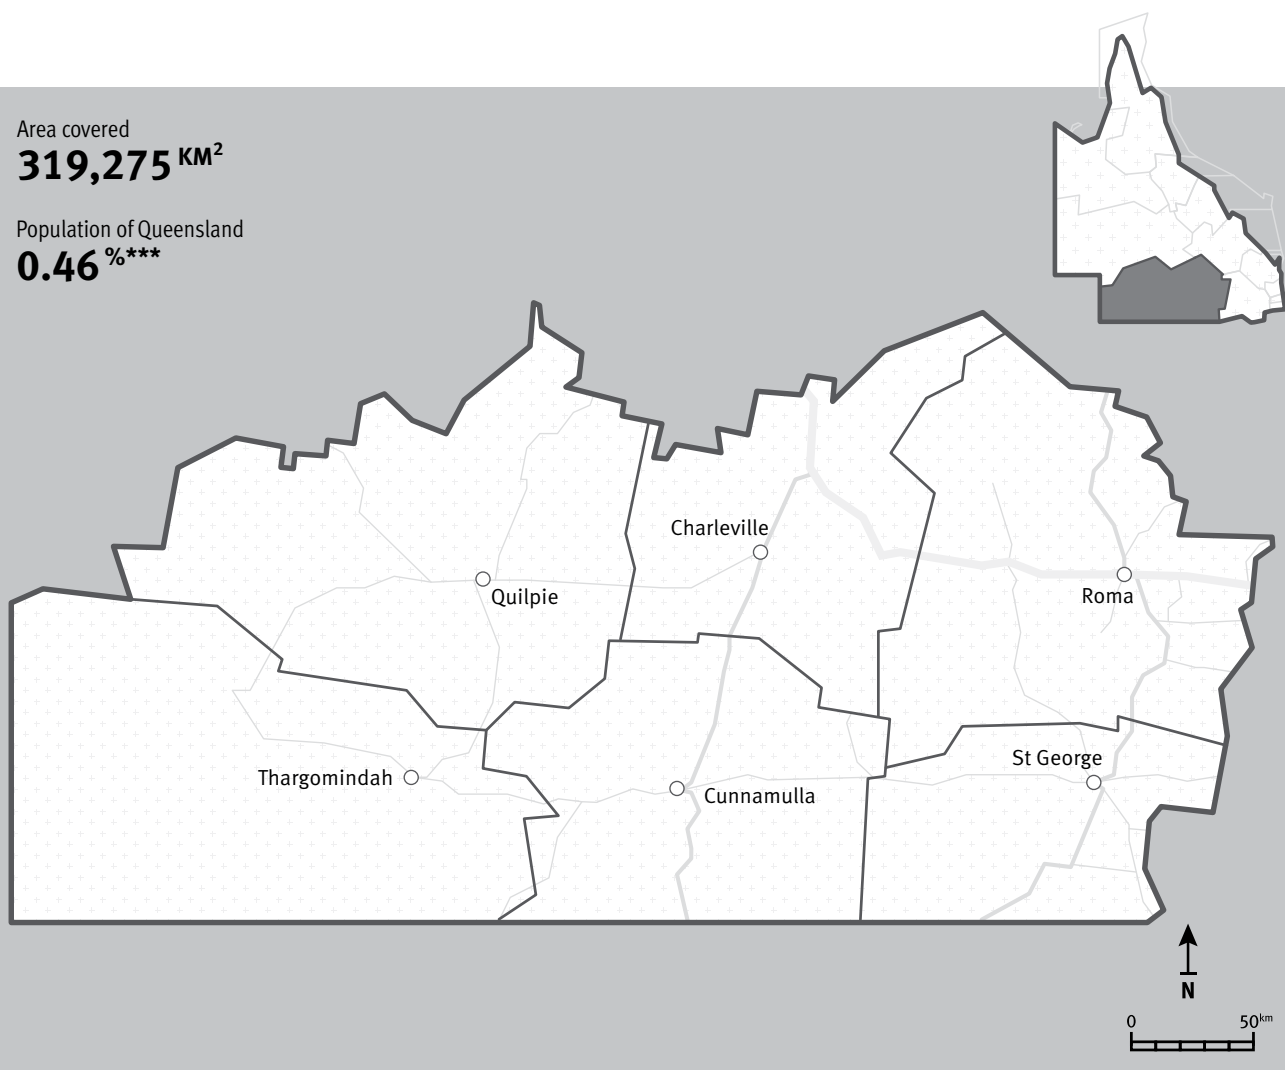 Area covered
319,275 KM²
Population of Queensland
0.46 %***
Charleville
Quilpie
Roma
St George
Thargomindah
Cunnamulla
N
0 50km